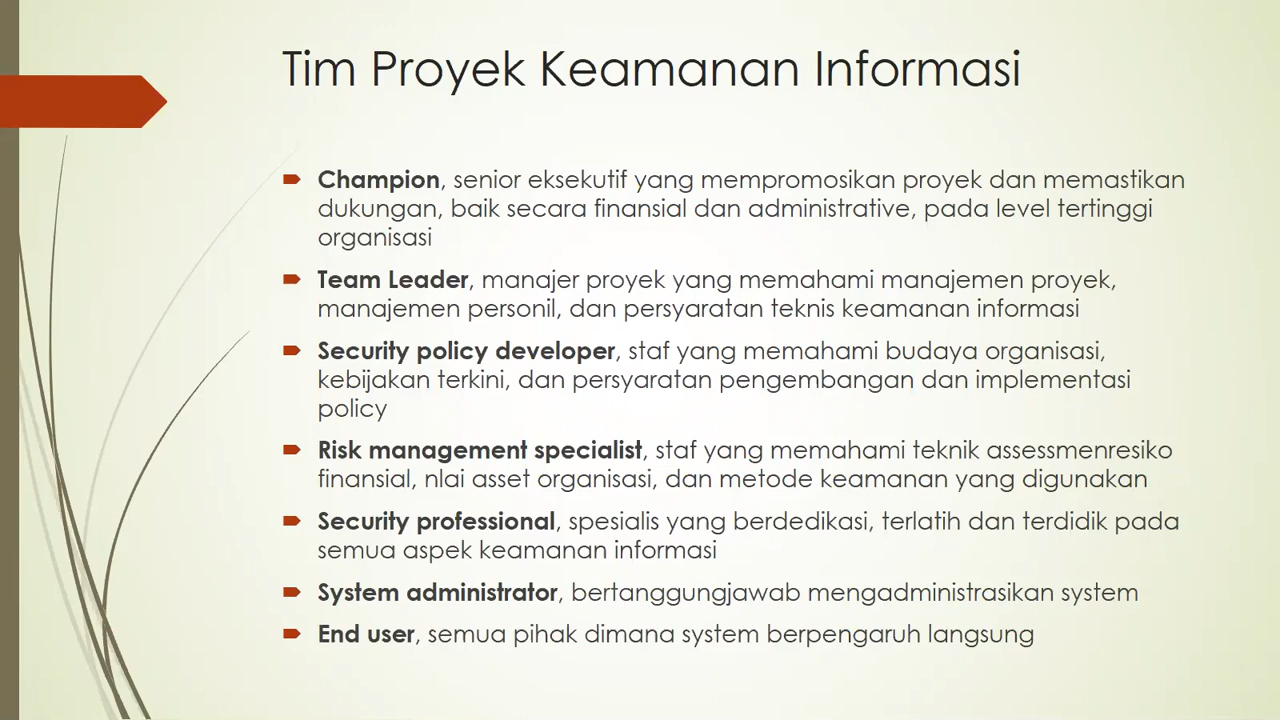 Tim Proyek Keamanan Informasi
Champion, senior eksekutif yang mempromosikan proyek dan memastikan
dukungan, baik secara finansial dan administrative, pada level tertinggi
organisasi
Team Leader, manajer proyek yang memahami manajemen proyek,
manajemen personil, dan persyaratan teknis keamanan informasi
Security policy developer, staf yang memahami budaya organisasi,
kebijakan terkini, dan persyaratan pengembangan dan implementasi
policy
Risk management specialist, staf yang memahami teknik assessmenresiko
finansial, nlai asset organisasi, dan metode keamanan yang digunakan
Security professional, spesialis yang berdedikasi, terlatih dan terdidik pada
semua aspek keamanan informasi
System administrator, bertanggungjawab mengadministrasikan system
End user, semua pihak dimana system berpengaruh langsung